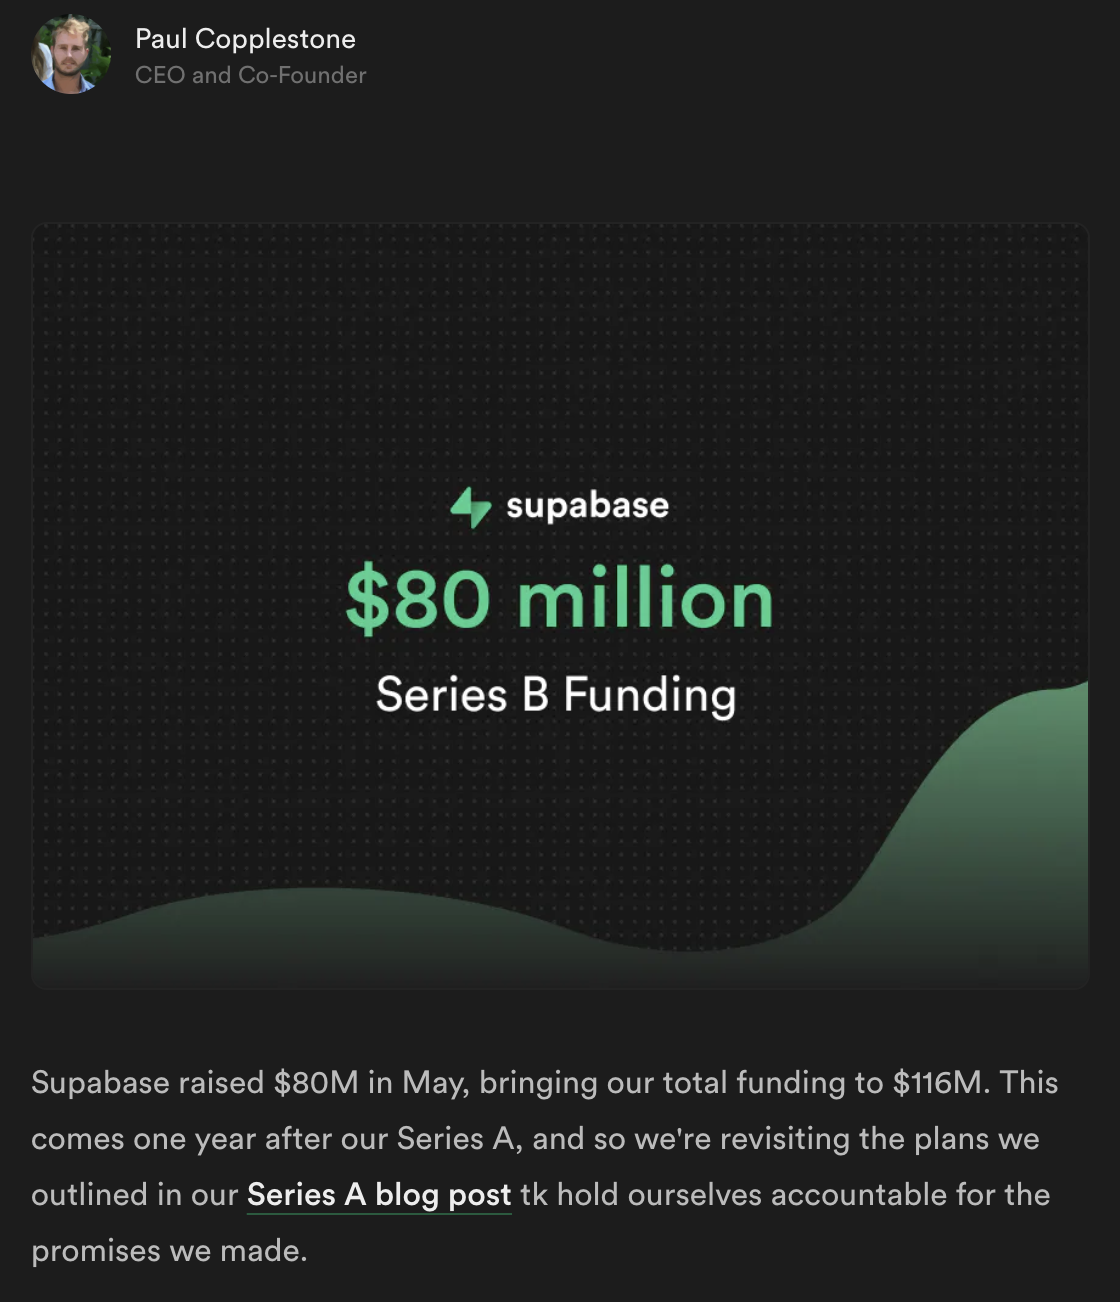 Paul Copplestone
CEO and Co-Founder
supabase
$80 million
Series B Funding
Supabase raised $80M in May, bringing our total funding to $116M. This
comes one year after our Series A, and so we're revisiting the plans we
outlined in our Series A blog post tk hold ourselves accountable for the
promises we made.